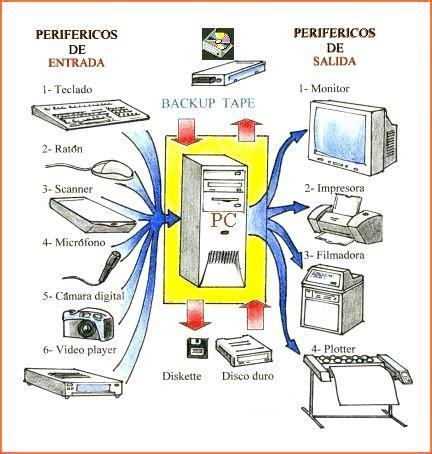 PERIFERICOS
DE
ENTRADA
1- Teclado
2- Ratón
3- Scanner
4- Micrófono
5- Cámara digital
6- Video player
BACKUP TAPE
PC
Diskette
Disco duro
PERIFERICOS
DE
SALIDA
1- Monitor
2- Impresora
3- Filmadora
4- Plotter